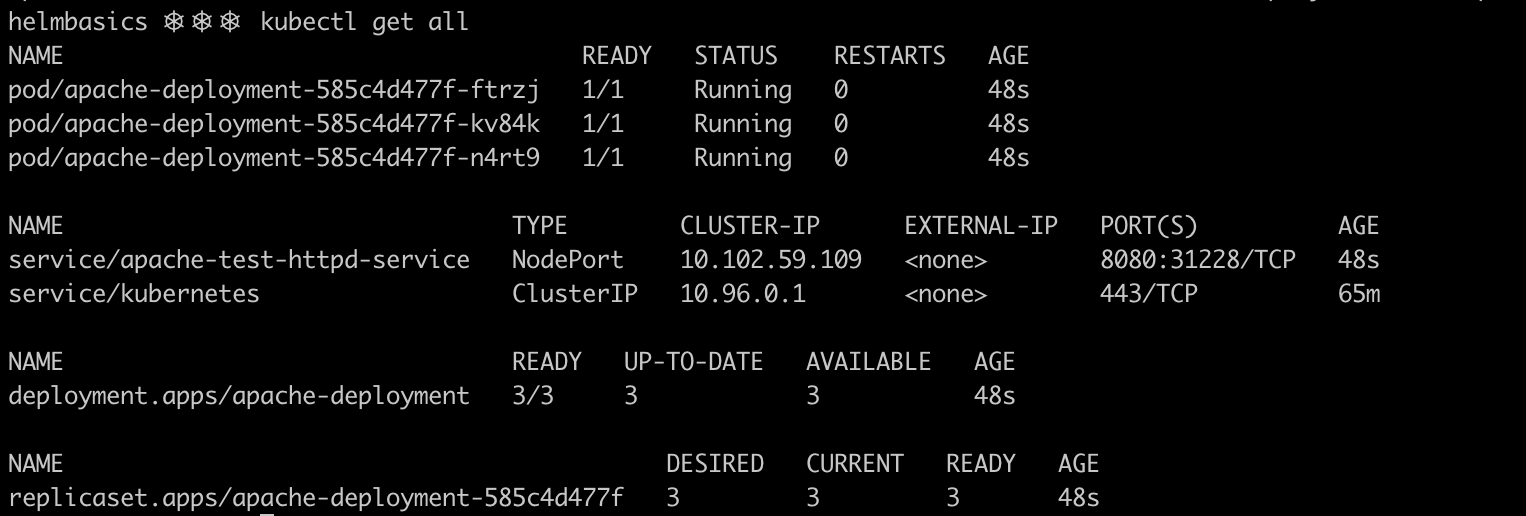 helmbasics ⎈⎈⎈ kubectl get all
NAME READY STATUS RESTARTS AGE
pod/apache-deployment-585c4d477f-ftrzj 1/1 Running 0 48s
pod/apache-deployment-585c4d477f-kv84k 1/1 Running 0 48s
pod/apache-deployment-585c4d477f-n4rt9 1/1 Running 0 48s
NAME TYPE CLUSTER-IP EXTERNAL-IP PORT(S) AGE
service/apache-test-httpd-service NodePort 10.102.59.109 <none> 8080:31228/TCP 48s
service/kubernetes ClusterIP 10.96.0.1 <none> 443/TCP 65m
NAME READY UP-TO-DATE AVAILABLE AGE
deployment.apps/apache-deployment 3/3 3 3 48s
NAME DESIRED CURRENT READY AGE
replicaset.apps/apache-deployment-585c4d477f 3 3 3 48s